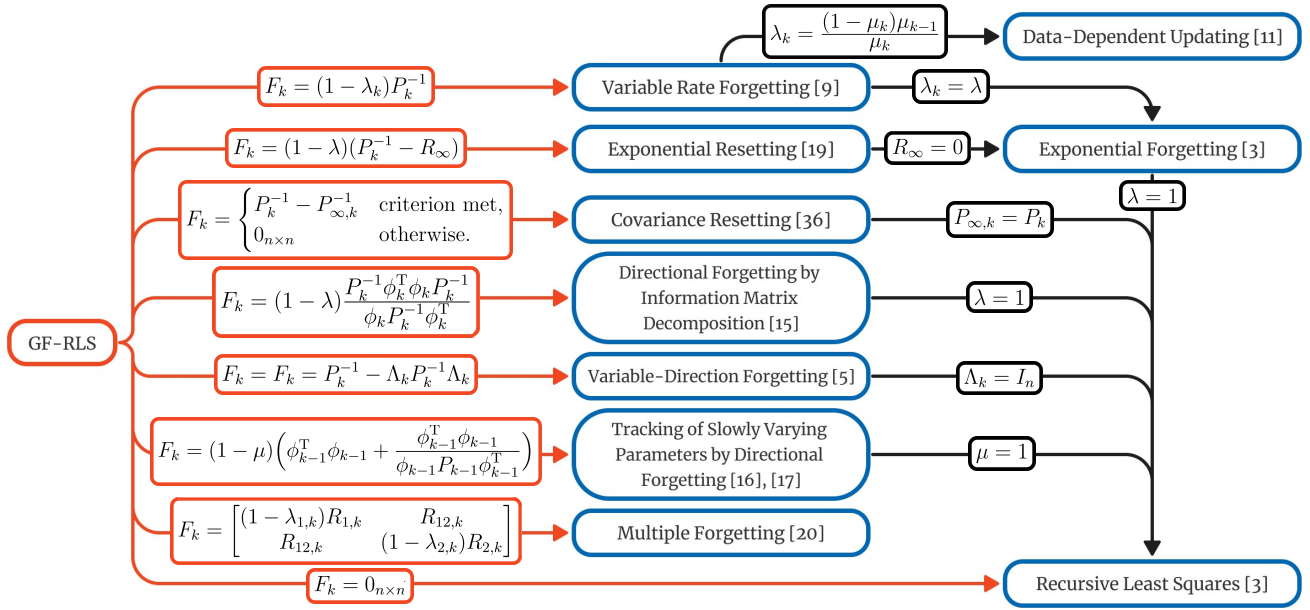 λ_k = (1 − μ_k)μ_{k−1} / μ_k
Data-Dependent Updating [11]
F_k = (1 − λ_k)P_k^{−1}
Variable Rate Forgetting [9]
λ_k = λ
F_k = (1 − λ)(P_k^{−1} − R_∞)
Exponential Resetting [19]
R_∞ = 0
Exponential Forgetting [3]
λ = 1
F_k = { P_k^{−1} − P_{∞,k}^{−1} criterion met,
0_{n×n} otherwise.
Covariance Resetting [36]
P_{∞,k} = P_k
F_k = (1 − λ) P_k^{−1} φ_k^T φ_k P_k^{−1} / φ_k P_k^{−1} φ_k^T
Directional Forgetting by
Information Matrix
Decomposition [15]
λ = 1
GF-RLS
F_k = F_k = P_k^{−1} − Λ_k P_k^{−1} Λ_k
Variable-Direction Forgetting [5]
Λ_k = I_n
F_k = (1 − μ)(φ_{k−1}^T φ_{k−1} + φ_{k−1}^T φ_{k−1} / φ_{k−1} P_{k−1} φ_{k−1}^T)
Tracking of Slowly Varying
Parameters by Directional
Forgetting [16], [17]
μ = 1
F_k = [ (1 − λ_{1,k})R_{1,k} R_{12,k}
R_{12,k} (1 − λ_{2,k})R_{2,k} ]
Multiple Forgetting [20]
F_k = 0_{n×n}
Recursive Least Squares [3]